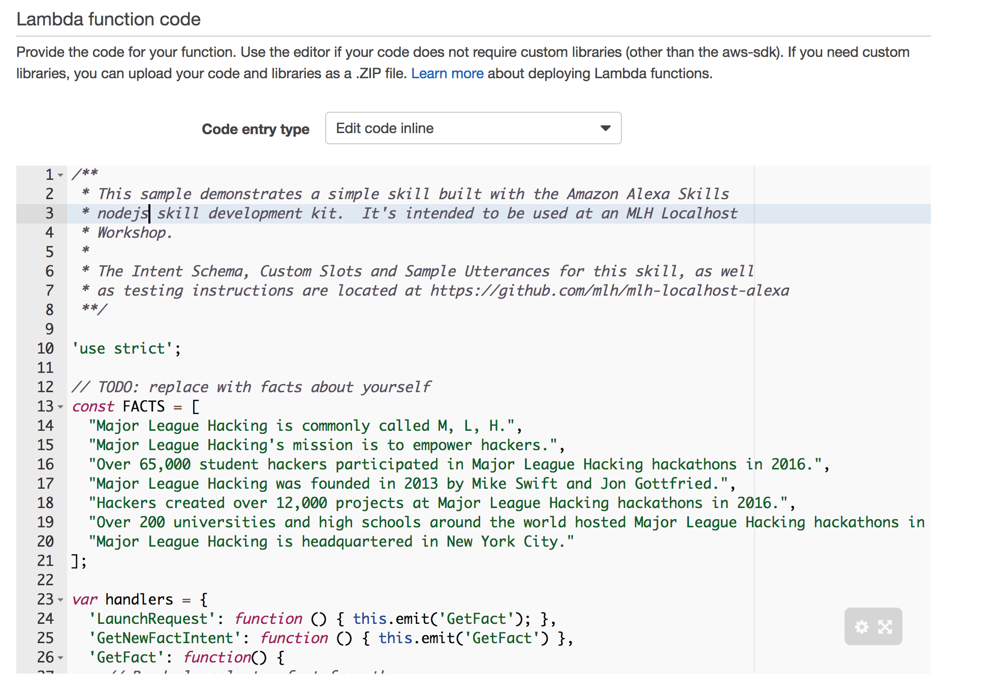 Lambda function code
Provide the code for your function. Use the editor if your code does not require custom libraries (other than the aws-sdk). If you need custom
libraries, you can upload your code and libraries as a .ZIP file. Learn more about deploying Lambda functions.
Code entry type Edit code inline
1 /**
2  * This sample demonstrates a simple skill built with the Amazon Alexa Skills
3  * nodejs skill development kit.  It's intended to be used at an MLH Localhost
4  * Workshop.
5  *
6  * The Intent Schema, Custom Slots and Sample Utterances for this skill, as well
7  * as testing instructions are located at https://github.com/mlh/mlh-localhost-alexa
8  **/
9
10 'use strict';
11
12 // TODO: replace with facts about yourself
13 const FACTS = [
14   "Major League Hacking is commonly called M, L, H.",
15   "Major League Hacking's mission is to empower hackers.",
16   "Over 65,000 student hackers participated in Major League Hacking hackathons in 2016.",
17   "Major League Hacking was founded in 2013 by Mike Swift and Jon Gottfried.",
18   "Hackers created over 12,000 projects at Major League Hacking hackathons in 2016.",
19   "Over 200 universities and high schools around the world hosted Major League Hacking hackathons in
20   "Major League Hacking is headquartered in New York City."
21 ];
22
23 var handlers = {
24   'LaunchRequest': function () { this.emit('GetFact'); },
25   'GetNewFactIntent': function () { this.emit('GetFact') },
26   'GetFact': function() {